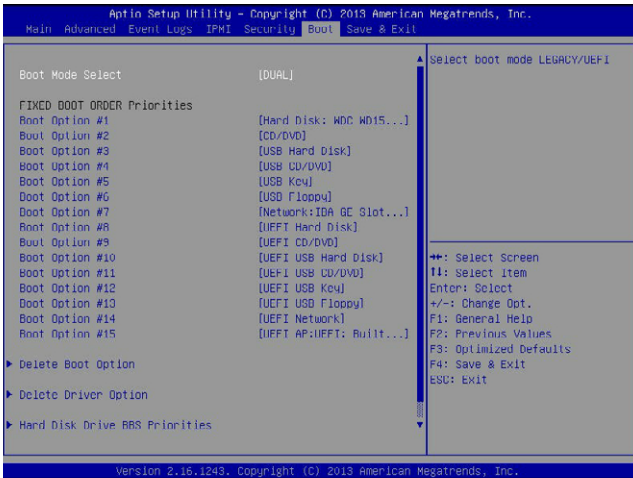 Aptio Setup Utility - Copyright (C) 2013 American Megatrends, Inc.
Main Advanced Event Logs IPMI Security Boot Save & Exit
Boot Mode Select [DUAL]
FIXED BOOT ORDER Priorities
Boot Option #1 [Hard Disk: WDC WD15...]
Boot Option #2 [CD/DVD]
Boot Option #3 [USB Hard Disk]
Boot Option #4 [USB CD/DVD]
Boot Option #5 [USB Key]
Boot Option #6 [USB Floppy]
Boot Option #7 [Network:IBA GE Slot...]
Boot Option #8 [UEFI Hard Disk]
Boot Option #9 [UEFI CD/DVD]
Boot Option #10 [UEFI USB Hard Disk]
Boot Option #11 [UEFI USB CD/DVD]
Boot Option #12 [UEFI USB Key]
Boot Option #13 [UEFI USB Floppy]
Boot Option #14 [UEFI Network]
Boot Option #15 [UEFI AP:UEFI: Built...]
Delete Boot Option
Delete Driver Option
Hard Disk Drive BBS Priorities
Select boot mode LEGACY/UEFI
→←: Select Screen
↑↓: Select Item
Enter: Select
+/-: Change Opt.
F1: General Help
F2: Previous Values
F3: Optimized Defaults
F4: Save & Exit
ESC: Exit
Version 2.16.1243. Copyright (C) 2013 American Megatrends, Inc.